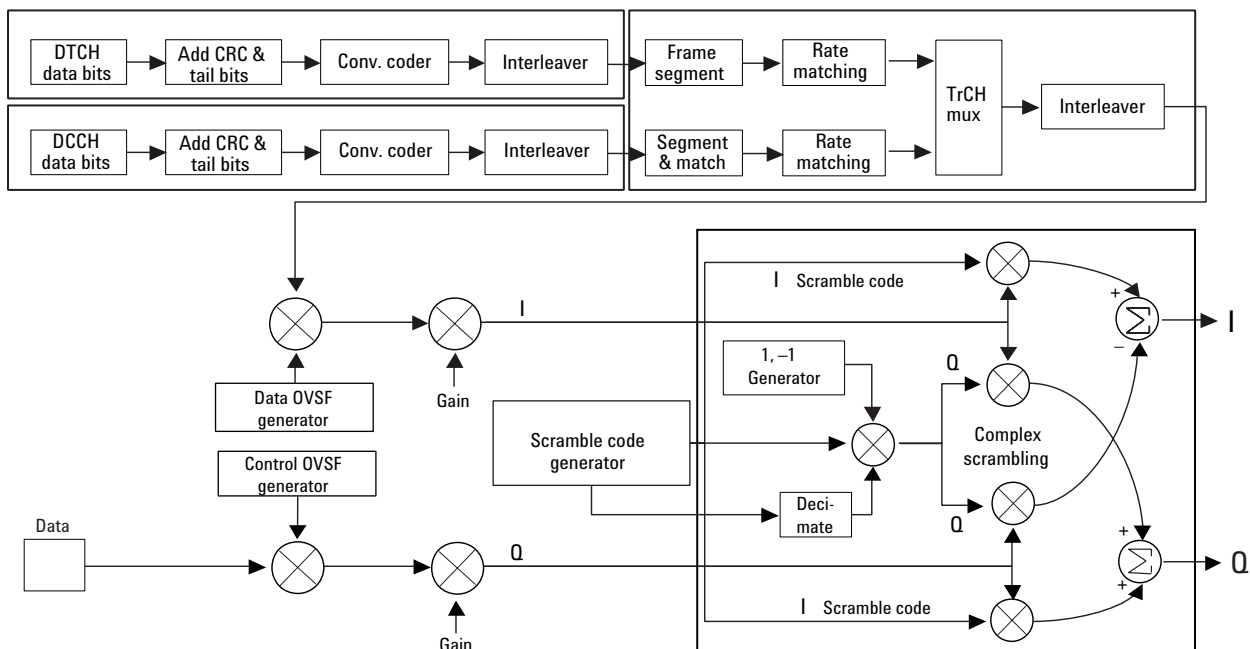 DTCH
data bits
Add CRC &
tail bits
Conv. coder
Interleaver
Frame
segment
Rate
matching
TrCH
mux
Interleaver
DCCH
data bits
Add CRC &
tail bits
Conv. coder
Interleaver
Segment
& match
Rate
matching
I Scramble code
I
+
Σ
I
–
1, –1
Generator
Q
Gain
Data OVSF
generator
Scramble code
generator
Complex
scrambling
Control OVSF
generator
Deci-
mate
Q
Data
Q
+
Σ
Q
+
I Scramble code
Gain